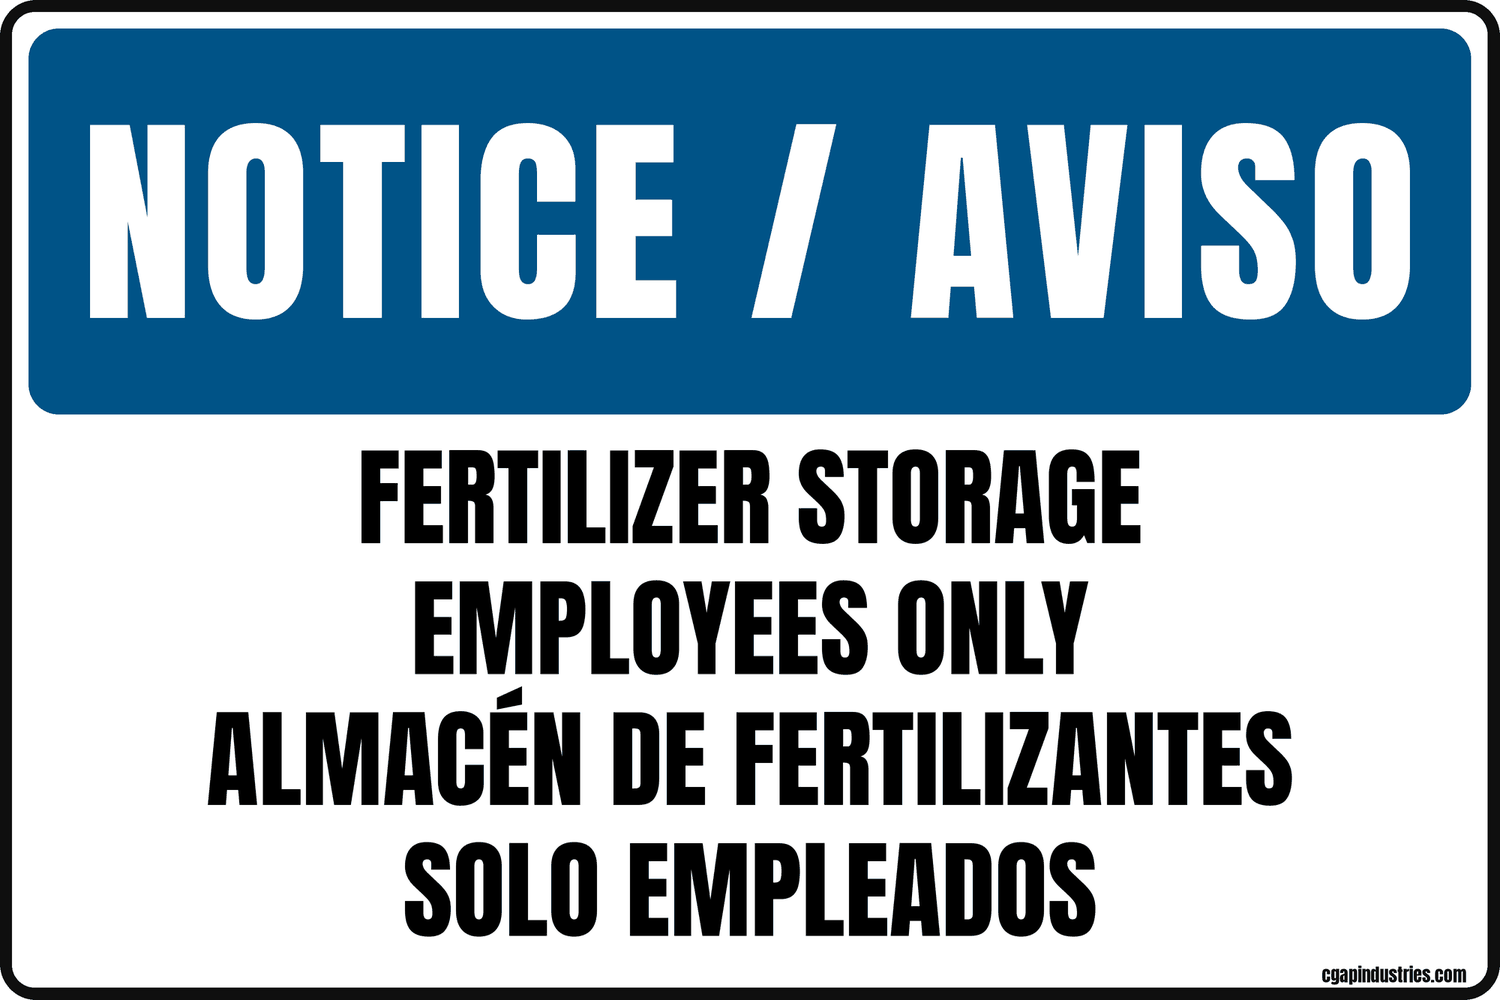 NOTICE / AVISO
FERTILIZER STORAGE
EMPLOYEES ONLY
ALMACÉN DE FERTILIZANTES
SOLO EMPLEADOS
cgapindustries.com